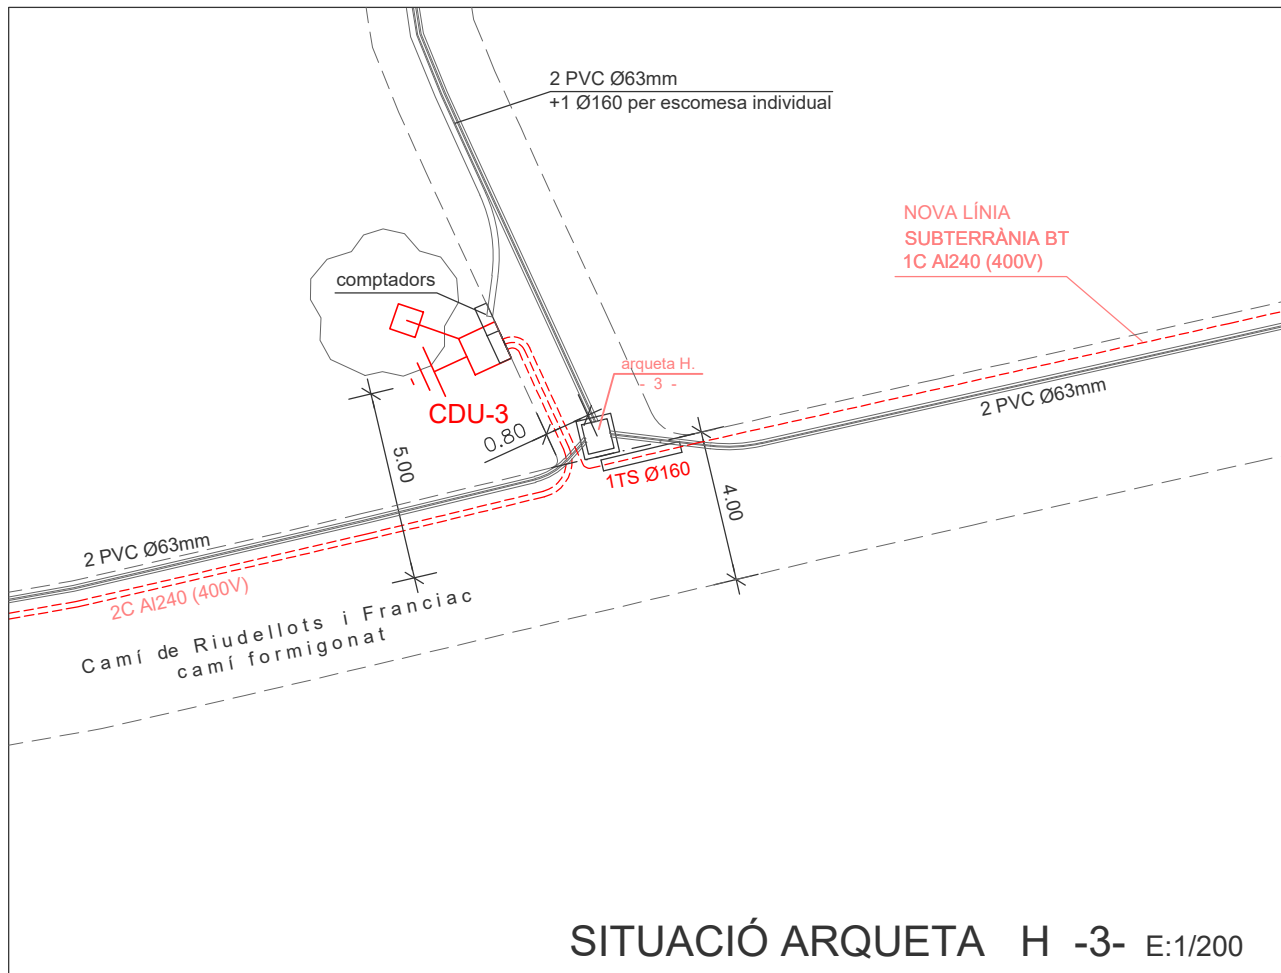 2 PVC Ø63mm
+1 Ø160 per escomesa individual
NOVA LÍNIA
SUBTERRÀNIA BT
1C Al240 (400V)
comptadors
arqueta H.
- 3 -
CDU-3
0.80
5.00
2 PVC Ø63mm
1TS Ø160
4.00
2 PVC Ø63mm
2C Al240 (400V)
Camí de Riudellots i Franciac
camí formigonat
SITUACIÓ ARQUETA H -3- E:1/200